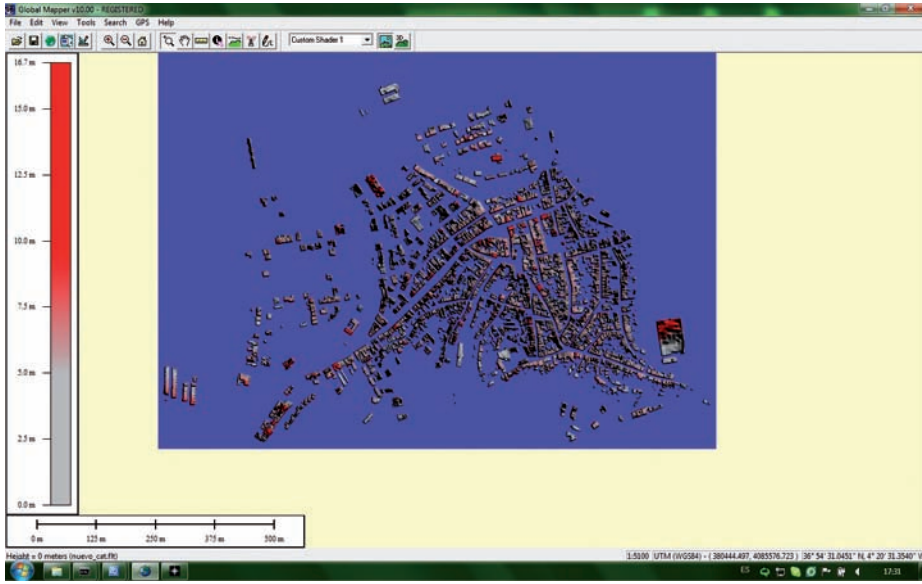 Global Mapper v10.00 - REGISTERED
File Edit View Tools Search GPS Help
Custom Shader 1
3D
16.7 m
15.0 m
12.5 m
10.0 m
7.5 m
5.0 m
2.5 m
0.0 m
0 m 125 m 250 m 375 m 500 m
Height = 0 meters (nuevo_cat.flt)
1:5100 UTM (WGS84) - ( 380444.497, 4085576.723 ) 36° 54' 31.0451" N, 4° 20' 31.3540" W
ES 17:31